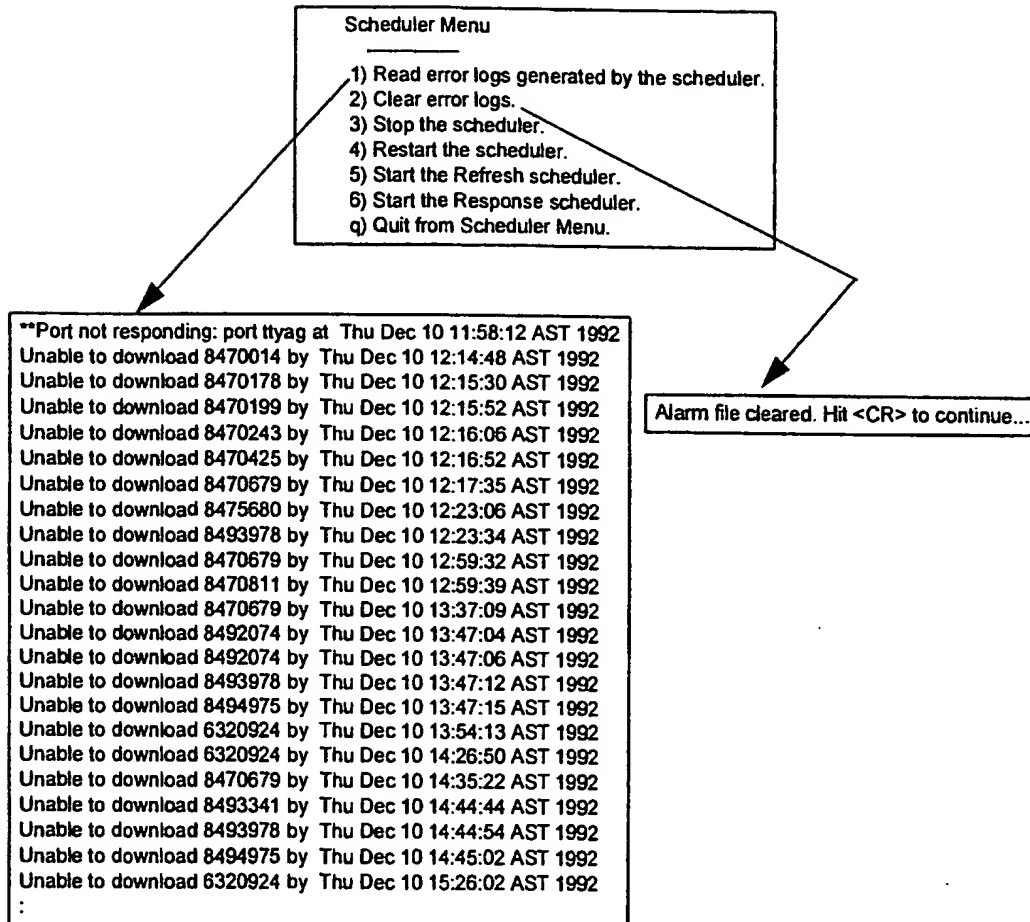 Scheduler Menu
1) Read error logs generated by the scheduler.
2) Clear error logs.
3) Stop the scheduler.
4) Restart the scheduler.
5) Start the Refresh scheduler.
6) Start the Response scheduler.
q) Quit from Scheduler Menu.
**Port not responding: port ttyag at Thu Dec 10 11:58:12 AST 1992
Unable to download 8470014 by Thu Dec 10 12:14:48 AST 1992
Unable to download 8470178 by Thu Dec 10 12:15:30 AST 1992
Unable to download 8470199 by Thu Dec 10 12:15:52 AST 1992
Unable to download 8470243 by Thu Dec 10 12:16:06 AST 1992
Unable to download 8470425 by Thu Dec 10 12:16:52 AST 1992
Unable to download 8470679 by Thu Dec 10 12:17:35 AST 1992
Unable to download 8475680 by Thu Dec 10 12:23:06 AST 1992
Unable to download 8493978 by Thu Dec 10 12:23:34 AST 1992
Unable to download 8470679 by Thu Dec 10 12:59:32 AST 1992
Unable to download 8470811 by Thu Dec 10 12:59:39 AST 1992
Unable to download 8470679 by Thu Dec 10 13:37:09 AST 1992
Unable to download 8492074 by Thu Dec 10 13:47:04 AST 1992
Unable to download 8492074 by Thu Dec 10 13:47:06 AST 1992
Unable to download 8493978 by Thu Dec 10 13:47:12 AST 1992
Unable to download 8494975 by Thu Dec 10 13:47:15 AST 1992
Unable to download 6320924 by Thu Dec 10 13:54:13 AST 1992
Unable to download 6320924 by Thu Dec 10 14:26:50 AST 1992
Unable to download 8470679 by Thu Dec 10 14:35:22 AST 1992
Unable to download 8493341 by Thu Dec 10 14:44:44 AST 1992
Unable to download 8493978 by Thu Dec 10 14:44:54 AST 1992
Unable to download 8494975 by Thu Dec 10 14:45:02 AST 1992
Unable to download 6320924 by Thu Dec 10 15:26:02 AST 1992
:
Alarm file cleared. Hit <CR> to continue...